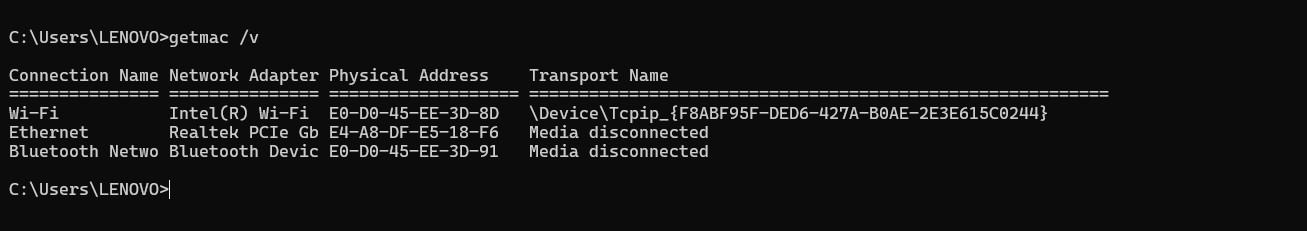 C:\Users\LENOVO>getmac /v
Connection Name Network Adapter Physical Address    Transport Name
=============== =============== =================== ==========================================================
Wi-Fi           Intel(R) Wi-Fi  E0-D0-45-EE-3D-8D   \Device\Tcpip_{F8ABF95F-DED6-427A-B0AE-2E3E615C0244}
Ethernet        Realtek PCIe Gb E4-A8-DF-E5-18-F6   Media disconnected
Bluetooth Netwo Bluetooth Devic E0-D0-45-EE-3D-91   Media disconnected
C:\Users\LENOVO>